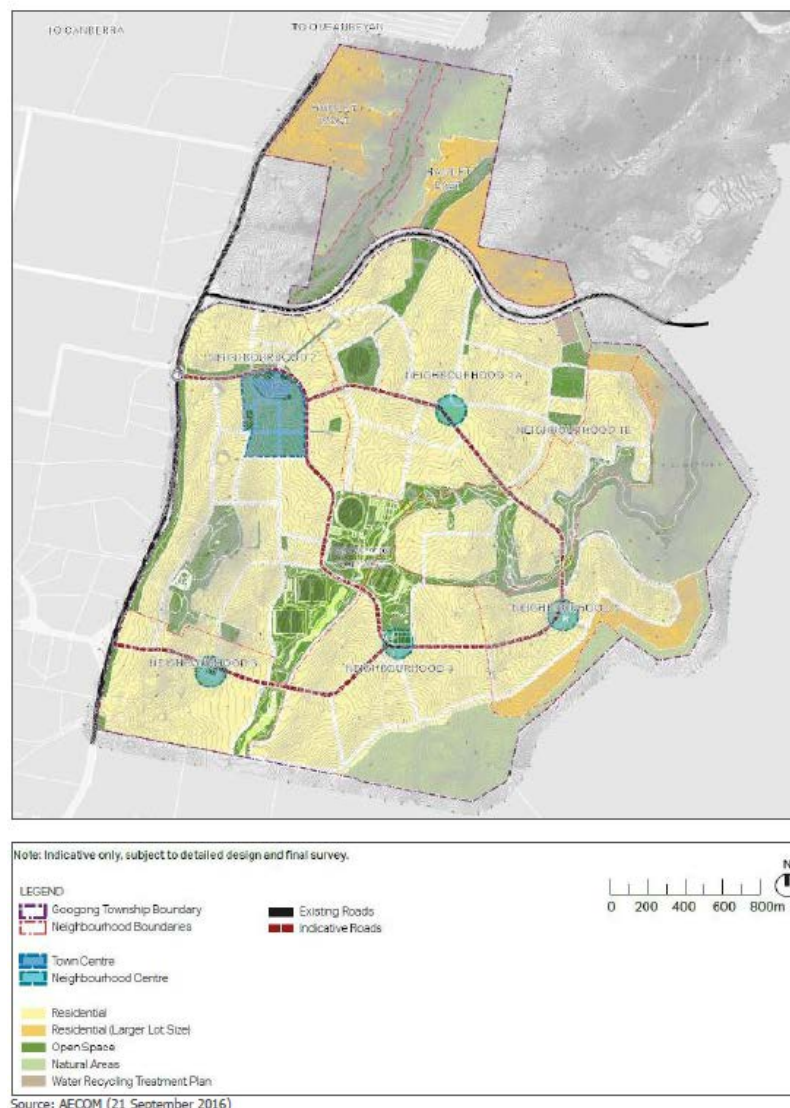 TO CANBERRA
TO QUEANBEYAN
NEIGHBOURHOOD 2
NEIGHBOURHOOD 1A
NEIGHBOURHOOD 1B
NEIGHBOURHOOD 5
NEIGHBOURHOOD 4
Note: Indicative only, subject to detailed design and final survey.
N
LEGEND
Googong Township Boundary
Neighbourhood Boundaries
Existing Roads
Indicative Roads
0 200 400 600 800m
Town Centre
Neighbourhood Centre
Residential
Residential (Larger Lot Size)
Open Space
Natural Areas
Water Recycling Treatment Plan
Source: AECOM (21 September 2016)